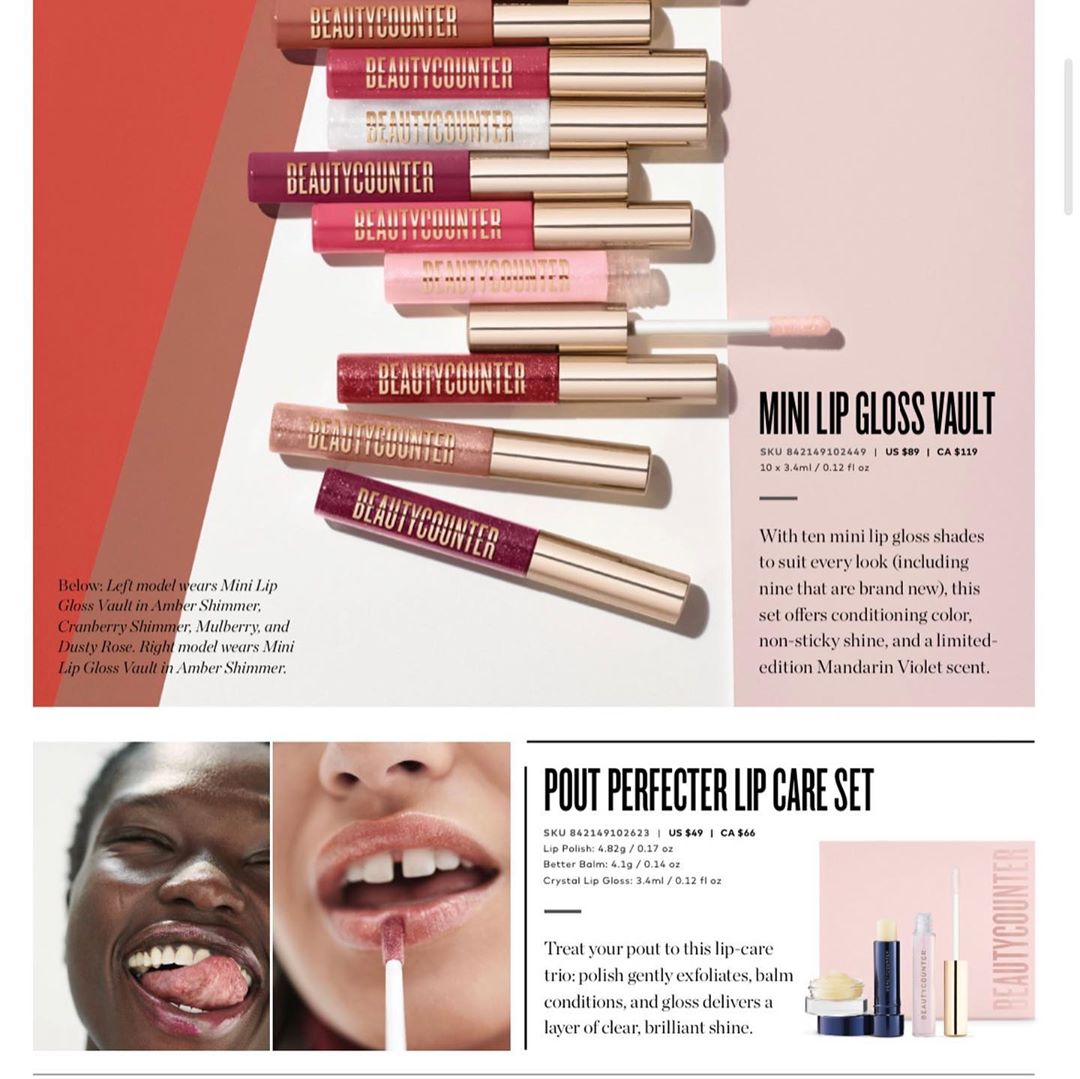 BEAUTYCOUNTER
BEAUTYCOUNTER
BEAUTYCOUNTER
BEAUTYCOUNTER
BEAUTYCOUNTER
BEAUTYCOUNTER
BEAUTYCOUNTER
BEAUTYCOUNTER
BEAUTYCOUNTER
MINI LIP GLOSS VAULT
SKU 842149102449 | US $89 | CA $119
10 x 3.4ml / 0.12 fl oz
With ten mini lip gloss shades
to suit every look (including
nine that are brand new), this
set offers conditioning color,
non-sticky shine, and a limited-
edition Mandarin Violet scent.
Below: Left model wears Mini Lip
Gloss Vault in Amber Shimmer,
Cranberry Shimmer, Mulberry, and
Dusty Rose. Right model wears Mini
Lip Gloss Vault in Amber Shimmer.
POUT PERFECTER LIP CARE SET
SKU 842149102623 | US $49 | CA $66
Lip Polish: 4.82g / 0.17 oz
Better Balm: 4.1g / 0.14 oz
Crystal Lip Gloss: 3.4ml / 0.12 fl oz
Treat your pout to this lip-care
trio: polish gently exfoliates, balm
conditions, and gloss delivers a
layer of clear, brilliant shine.
BEAUTYCOUNTER
BEAUTYCOUNTER
BEAUTYCOUNTER